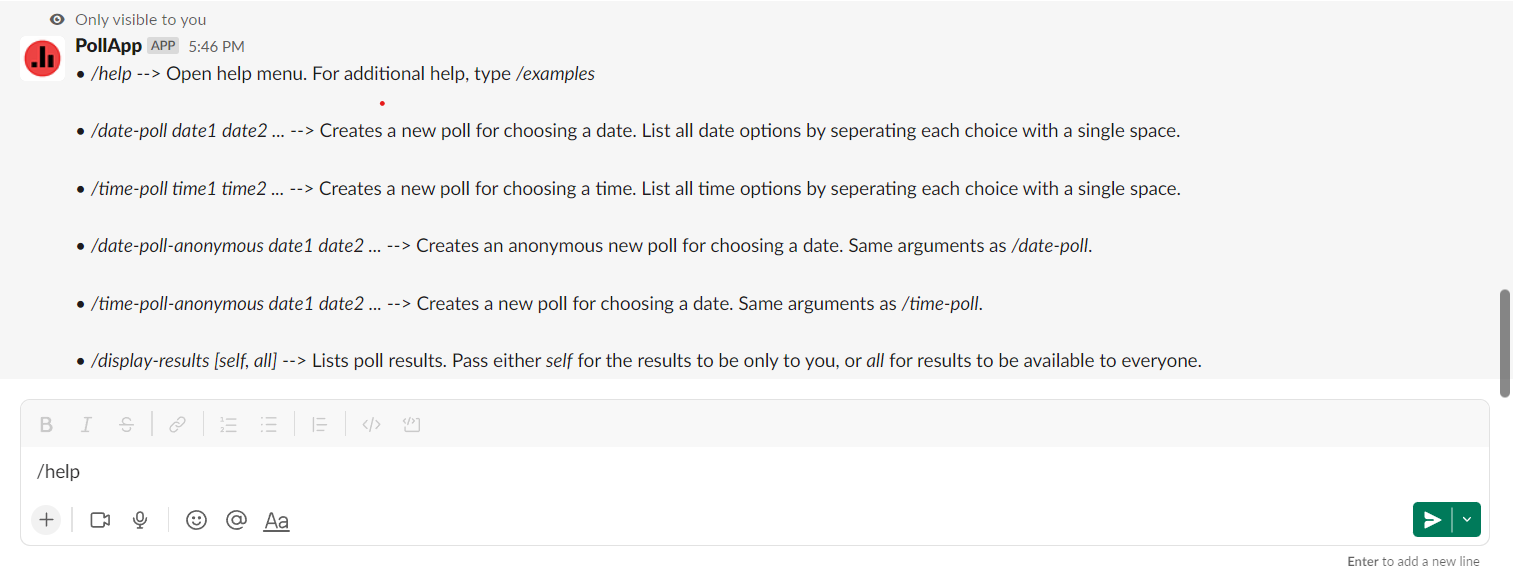 Only visible to you
PollApp APP 5:46 PM
• /help --> Open help menu. For additional help, type /examples
• /date-poll date1 date2 ... --> Creates a new poll for choosing a date. List all date options by seperating each choice with a single space.
• /time-poll time1 time2 ... --> Creates a new poll for choosing a time. List all time options by seperating each choice with a single space.
• /date-poll-anonymous date1 date2 ... --> Creates an anonymous new poll for choosing a date. Same arguments as /date-poll.
• /time-poll-anonymous date1 date2 ... --> Creates a new poll for choosing a date. Same arguments as /time-poll.
• /display-results [self, all] --> Lists poll results. Pass either self for the results to be only to you, or all for results to be available to everyone.
/help
Aa
Enter to add a new line